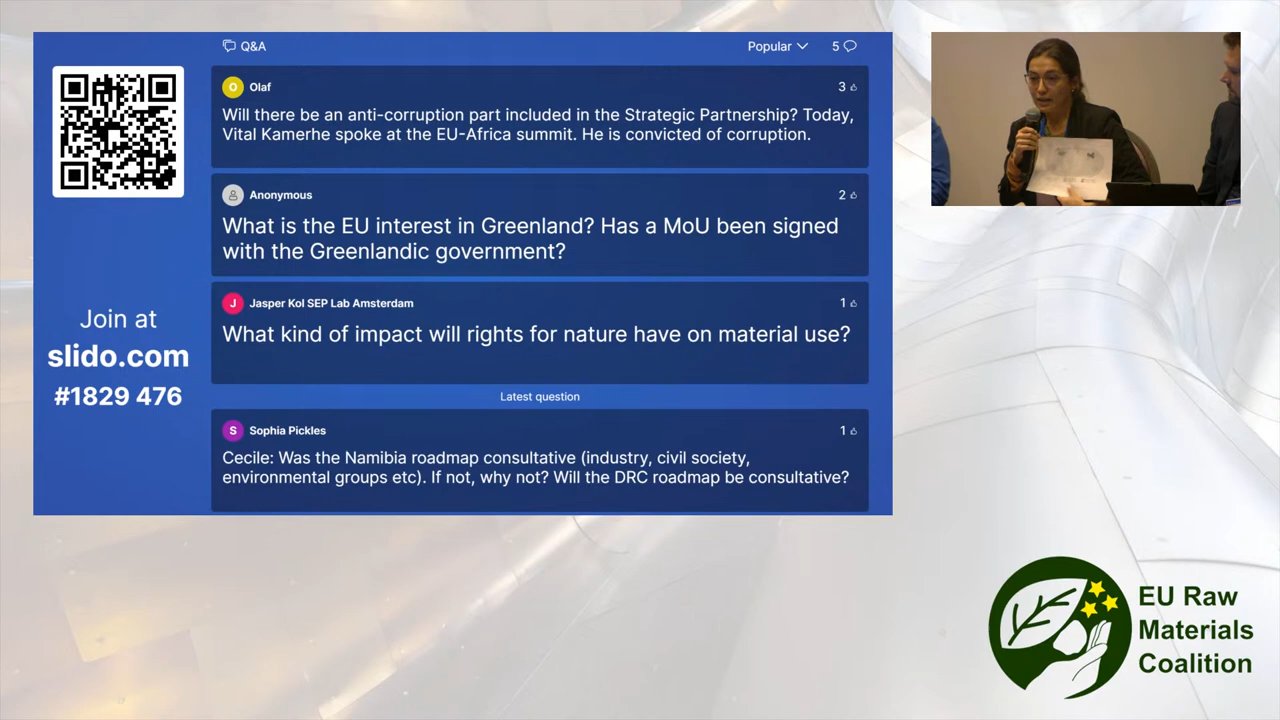 Q&A
Popular
5
O
Olaf
3
Will there be an anti-corruption part included in the Strategic Partnership? Today,
Vital Kamerhe spoke at the EU-Africa summit. He is convicted of corruption.
Anonymous
2
What is the EU interest in Greenland? Has a MoU been signed
with the Greenlandic government?
J
Jasper Kol SEP Lab Amsterdam
1
What kind of impact will rights for nature have on material use?
Join at
slido.com
#1829 476
Latest question
S
Sophia Pickles
1
Cecile: Was the Namibia roadmap consultative (industry, civil society,
environmental groups etc). If not, why not? Will the DRC roadmap be consultative?
EU Raw
Materials
Coalition